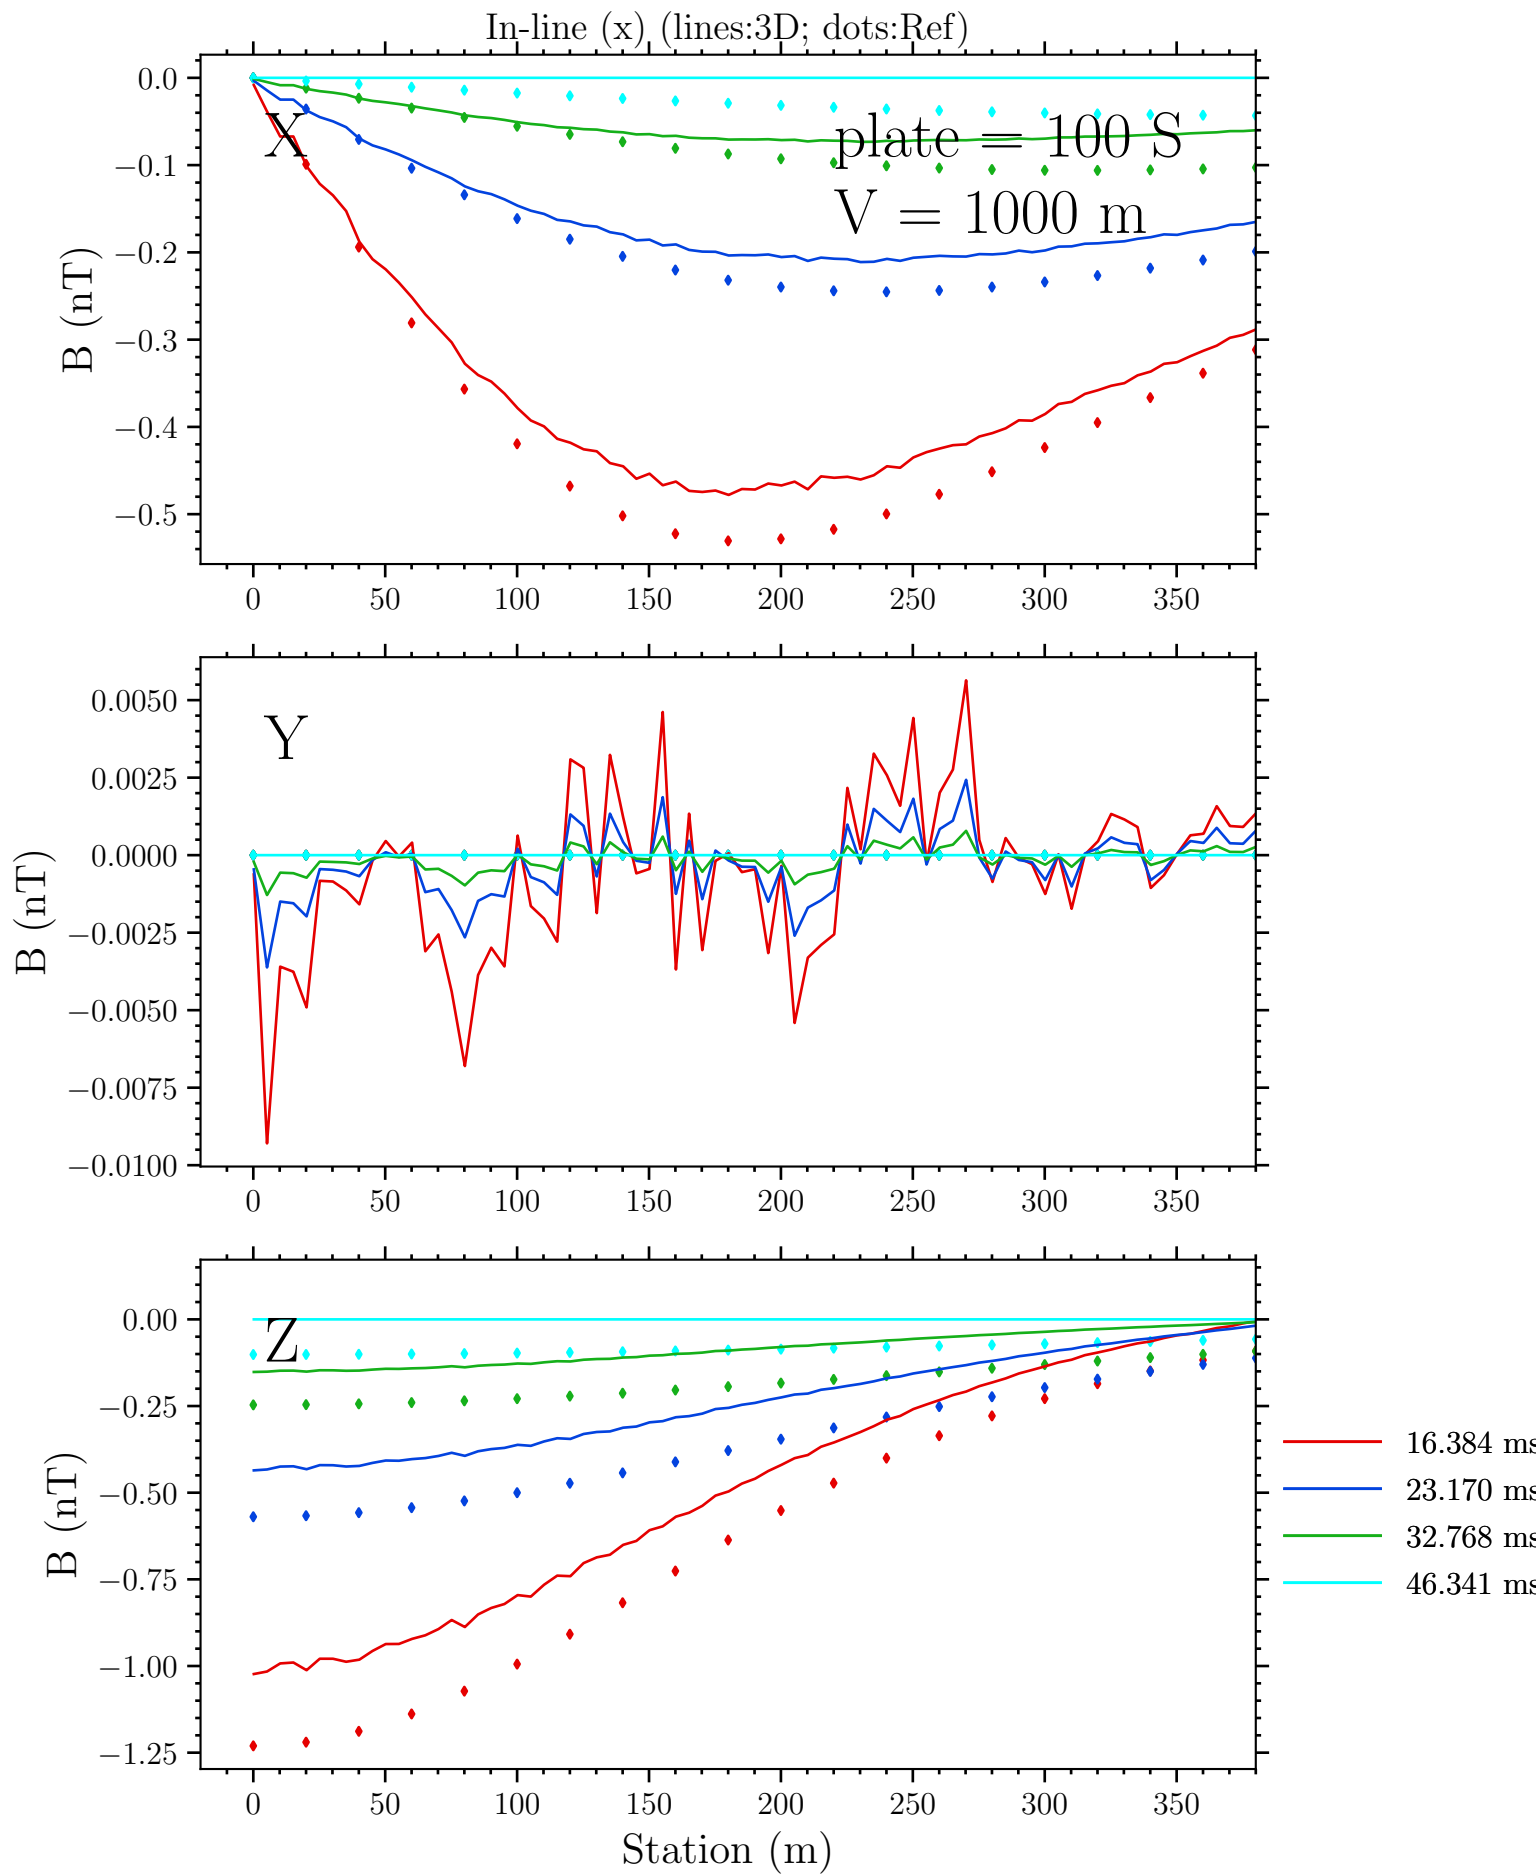 In-line (x) (lines:3D; dots:Ref)
0.0
−0.1
−0.2
−0.3
−0.4
−0.5
B (nT)
X
plate = 100 S
V = 1000 m
0 50 100 150 200 250 300 350
0.0050
0.0025
0.0000
−0.0025
−0.0050
−0.0075
−0.0100
B (nT)
Y
0 50 100 150 200 250 300 350
0.00
−0.25
−0.50
−0.75
−1.00
−1.25
B (nT)
Z
0 50 100 150 200 250 300 350
Station (m)
16.384 ms
23.170 ms
32.768 ms
46.341 ms